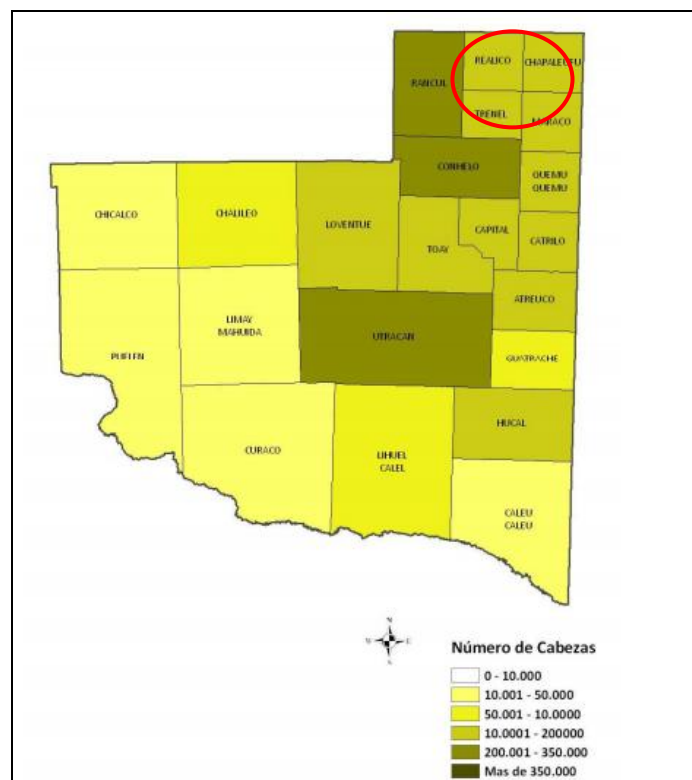 REALICO
CHAPALEUFU
RANCUL
TRENEL
MARACO
CONHELO
QUEMU
QUEMU
CHICALCO
CHALILEO
LOVENTUE
TOAY
CAPITAL
CATRILO
ATREUCO
LIMAY
MAHUIDA
PUELEN
UTRACAN
GUATRACHE
HUCAL
CURACO
LIHUEL
CALEL
CALEU
CALEU
N
E
S
Número de Cabezas
0 - 10.000
10.001 - 50.000
50.001 - 10.0000
10.0001 - 200000
200.001 - 350.000
Mas de 350.000